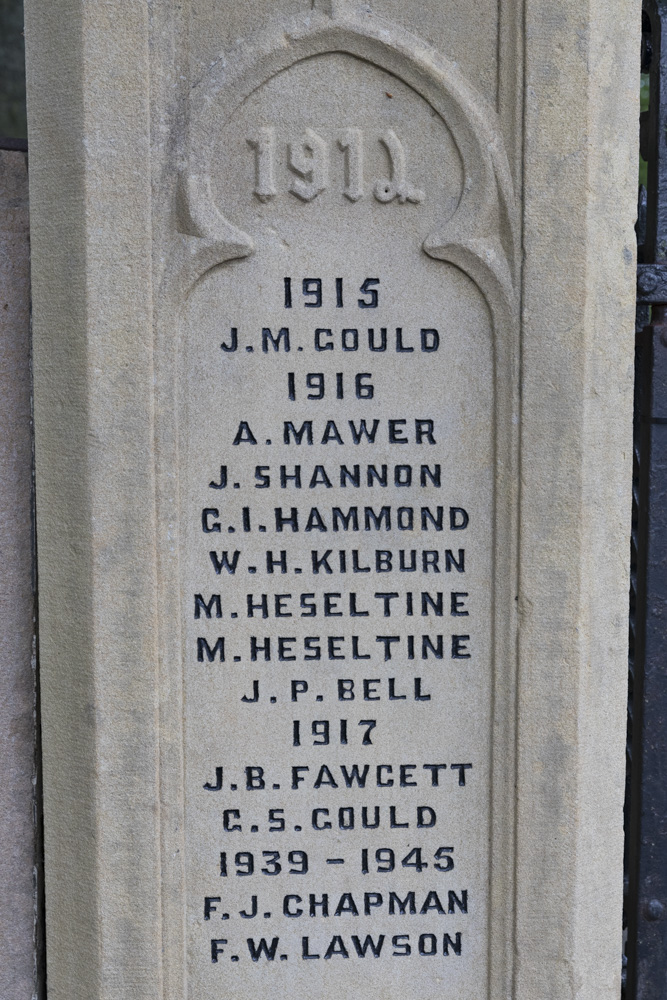 1914
1915
J.M.GOULD
1916
A.MAWER
J.SHANNON
G.I.HAMMOND
W.H.KILBURN
M.HESELTINE
M.HESELTINE
J.P.BELL
1917
J.B.FAWCETT
G.S.GOULD
1939 - 1945
F.J.CHAPMAN
F.W.LAWSON